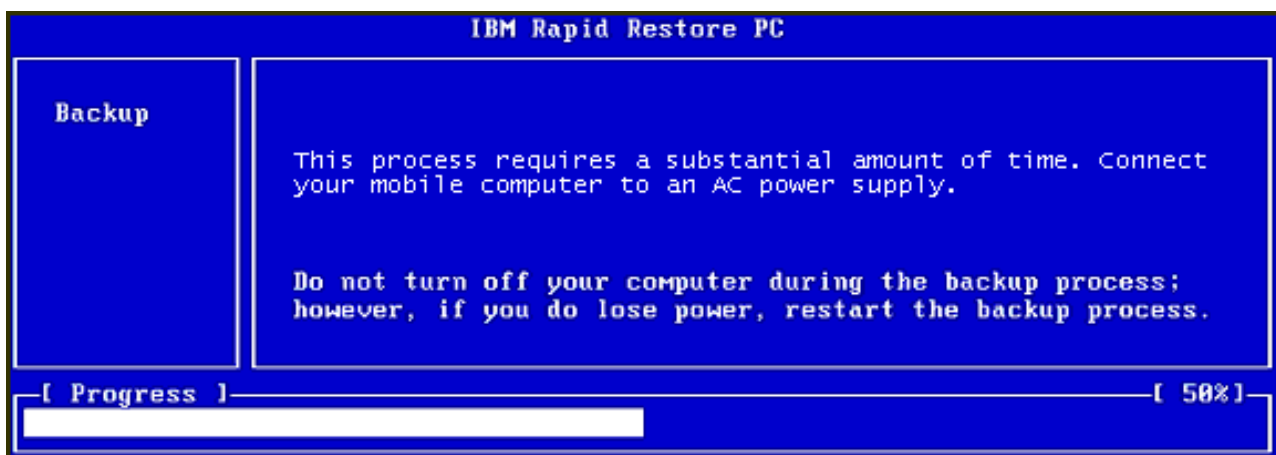 IBM Rapid Restore PC
Backup
This process requires a substantial amount of time. Connect
your mobile computer to an AC power supply.
Do not turn off your computer during the backup process;
however, if you do lose power, restart the backup process.
[ Progress ]
[ 50%]